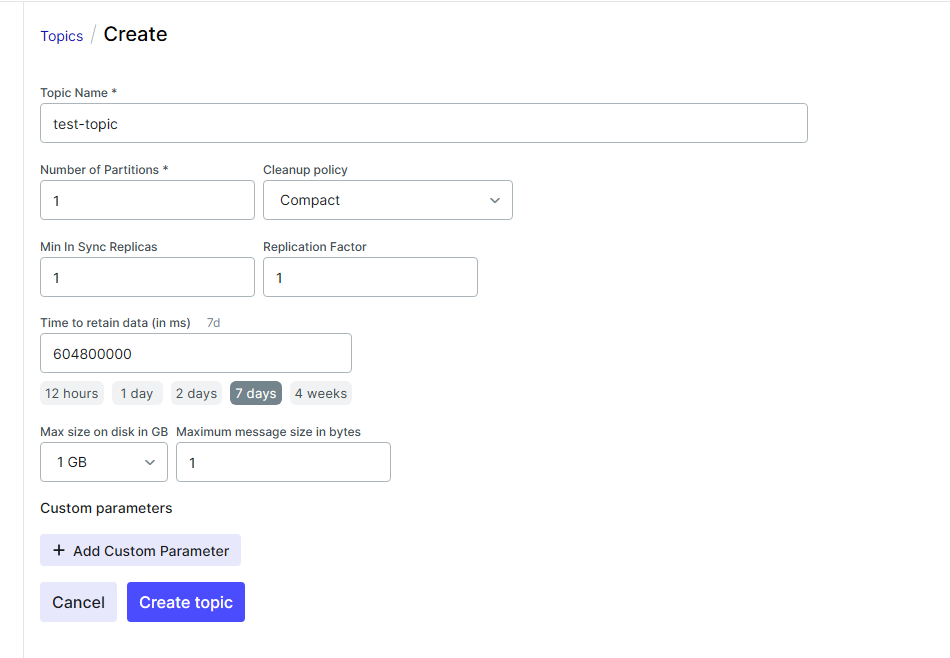 Topics / Create
Topic Name *
test-topic
Number of Partitions * Cleanup policy
1 Compact
Min In Sync Replicas Replication Factor
1 1
Time to retain data (in ms) 7d
604800000
12 hours 1 day 2 days 7 days 4 weeks
Max size on disk in GB Maximum message size in bytes
1 GB 1
Custom parameters
+ Add Custom Parameter
Cancel Create topic